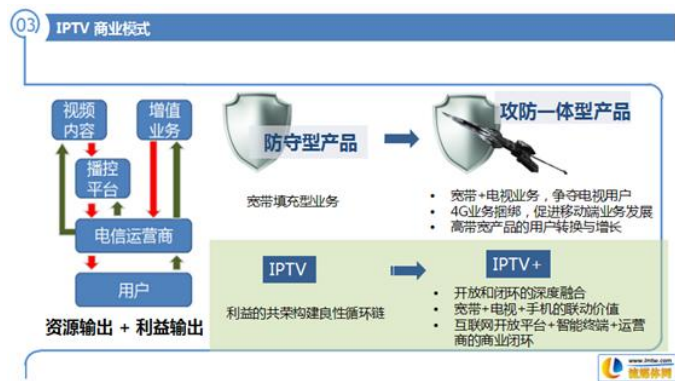 03
IPTV 商业模式
视频
内容
增值
业务
播控
平台
电信运营商
用户
资源输出 + 利益输出
防守型产品
攻防一体型产品
宽带填充型业务
• 宽带+电视业务，争夺电视用户
• 4G业务捆绑，促进移动端业务发展
• 高带宽产品的用户转换与增长
IPTV
IPTV+
利益的共荣构建良性循环链
• 开放和闭环的深度融合
• 宽带+电视+手机的联动价值
• 互联网开放平台+智能终端+运营
商的商业闭环
www.lmtw.com
流媒体网